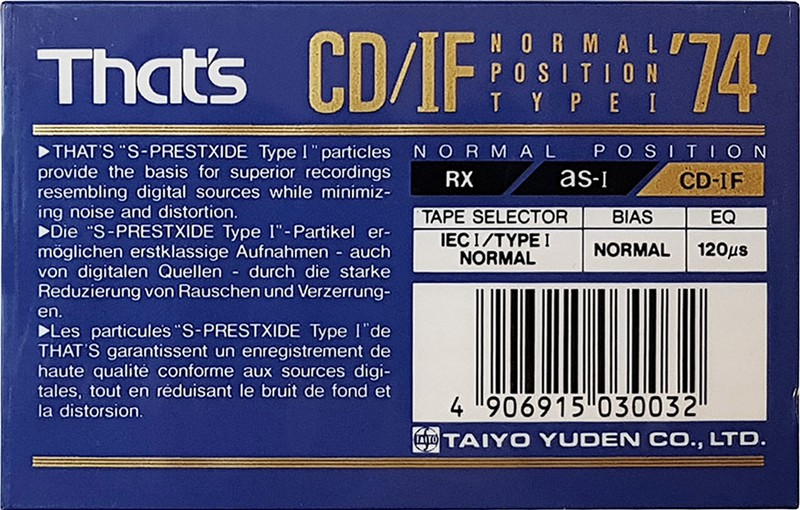 That's
CD/IF NORMAL POSITION TYPE I '74'
►THAT'S "S-PRESTXIDE Type I" particles
provide the basis for superior recordings
resembling digital sources while minimiz-
ing noise and distortion.
►Die "S-PRESTXIDE Type I"-Partikel er-
möglichen erstklassige Aufnahmen - auch
von digitalen Quellen - durch die starke
Reduzierung von Rauschen und Verzerrung-
en.
►Les particules "S-PRESTXIDE Type I" de
THAT'S garantissent un enregistrement de
haute qualité conforme aux sources digi-
tales, tout en réduisant le bruit de fond et
la distorsion.
NORMAL POSITION
RX as-I CD-IF
TAPE SELECTOR BIAS EQ
IEC I/TYPE I
NORMAL NORMAL 120µs
4 906915 030032
TAIYO TAIYO YUDEN CO., LTD.